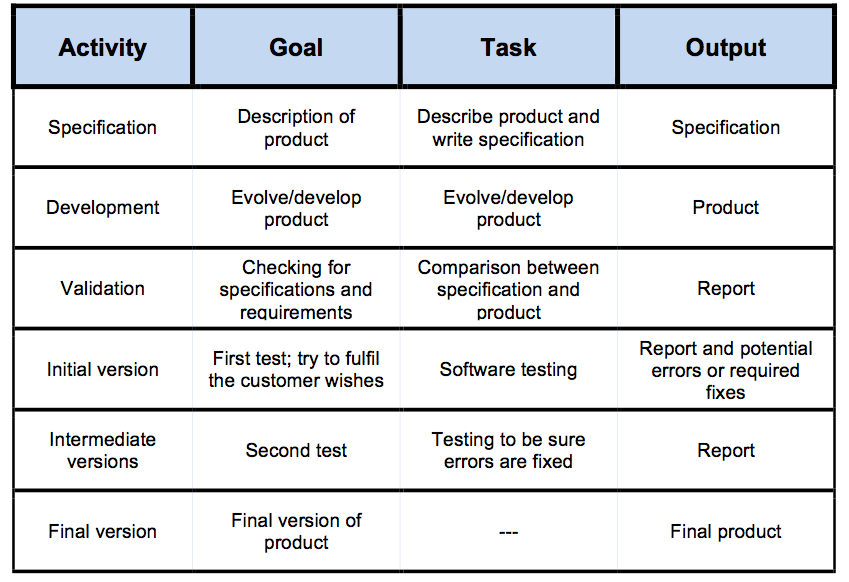 Activity Goal Task Output
Specification
Description of
product
Describe product and
write specification
Specification
Development
Evolve/develop
product
Evolve/develop
product
Product
Validation
Checking for
specifications and
requirements
Comparison between
specification and
product
Report
Initial version
First test; try to fulfil
the customer wishes
Software testing
Report and potential
errors or required
fixes
Intermediate
versions
Second test
Testing to be sure
errors are fixed
Report
Final version
Final version of
product
---
Final product